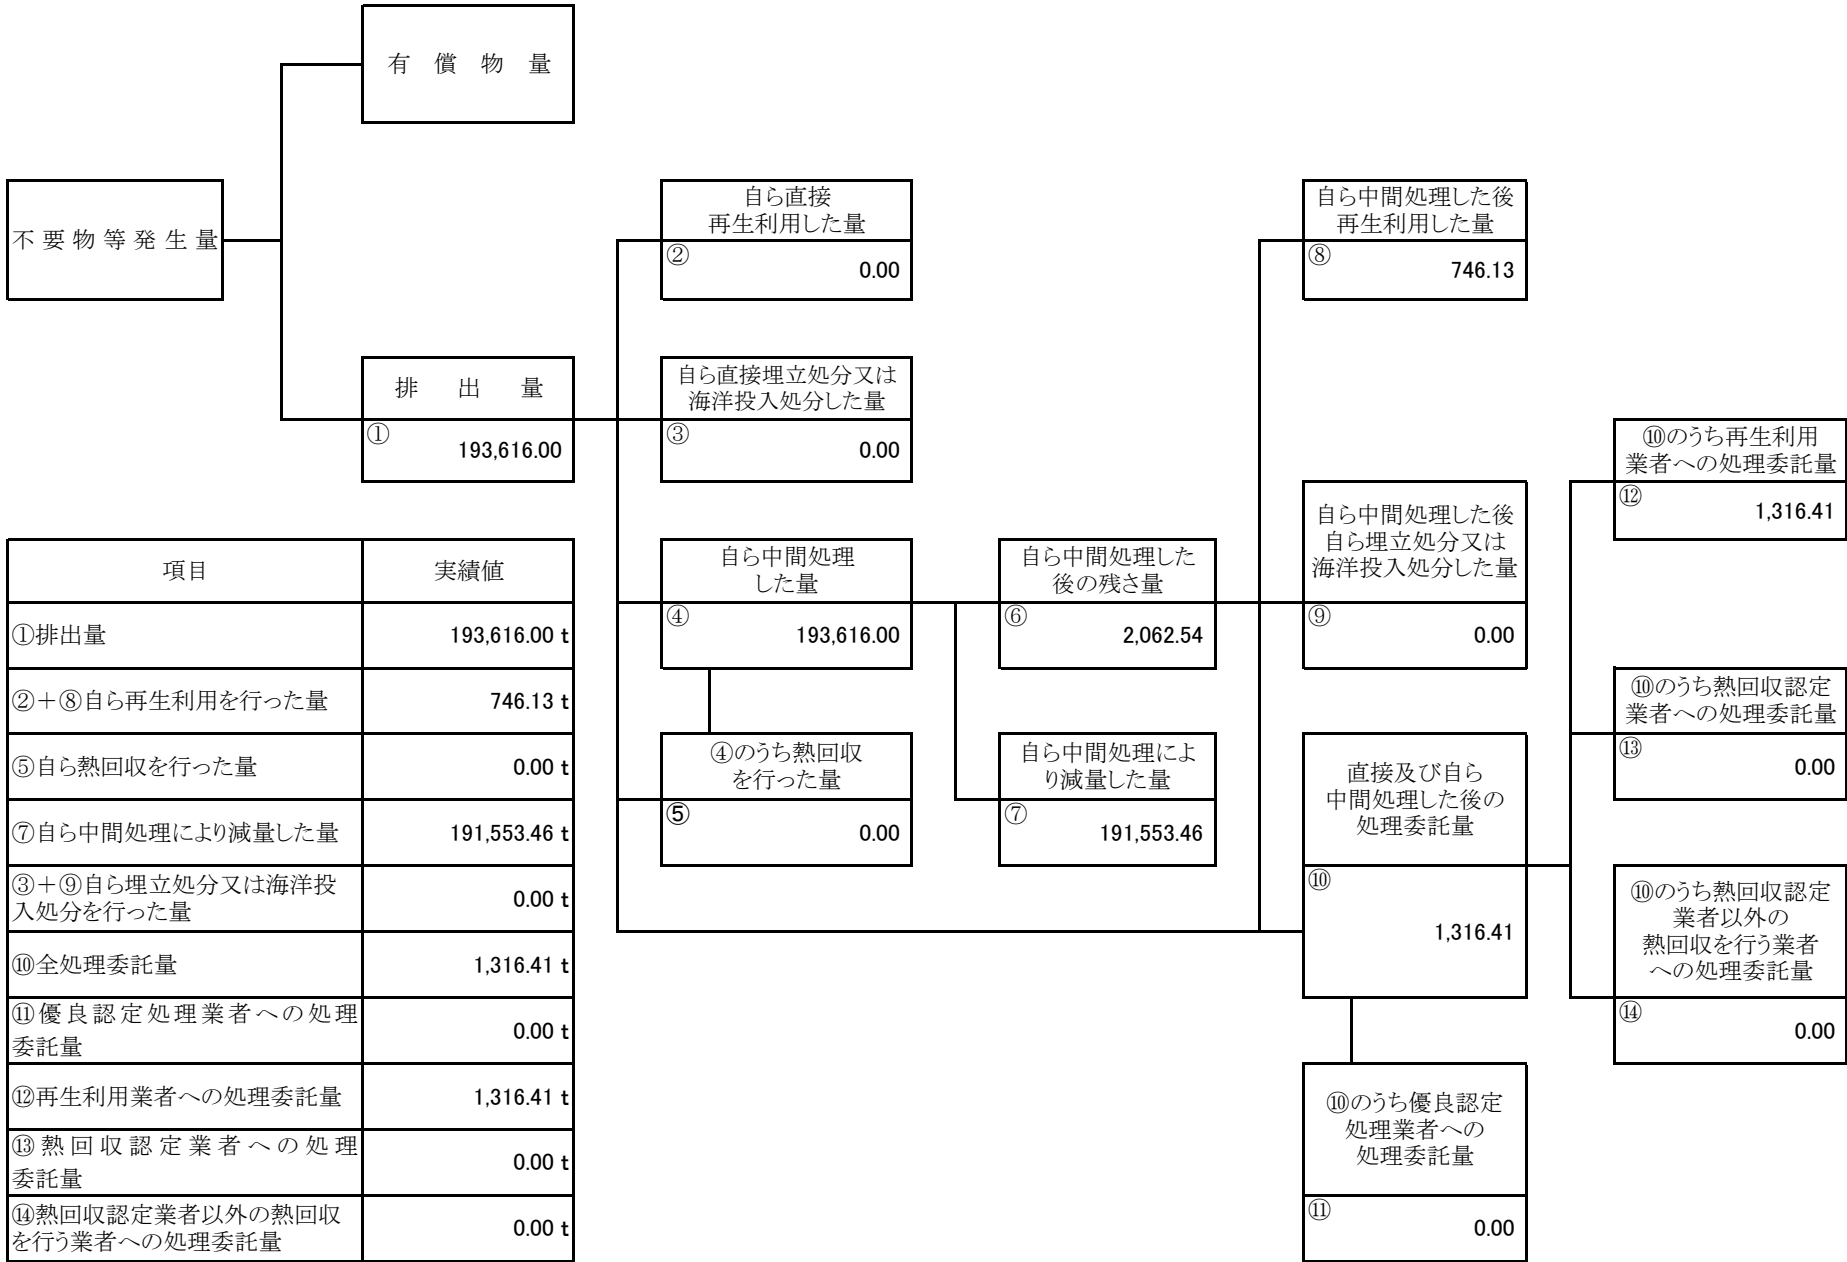 有 償 物 量
不 要 物 等 発 生 量
自ら直接
再生利用した量
②
0.00
自ら中間処理した後
再生利用した量
⑧
746.13
排 出 量
①
193,616.00
自ら直接埋立処分又は
海洋投入処分した量
③
0.00
⑩のうち再生利用
業者への処理委託量
⑫
1,316.41
自ら中間処理
した量
④
193,616.00
自ら中間処理した
後の残さ量
⑥
2,062.54
自ら中間処理した後
自ら埋立処分又は
海洋投入処分した量
⑨
0.00
④のうち熱回収
を行った量
⑤
0.00
自ら中間処理によ
り減量した量
⑦
191,553.46
直接及び自ら
中間処理した後の
処理委託量
⑩
1,316.41
⑩のうち熱回収認定
業者への処理委託量
⑬
0.00
⑩のうち熱回収認定
業者以外の
熱回収を行う業者
への処理委託量
⑭
0.00
⑩のうち優良認定
処理業者への
処理委託量
⑪
0.00
項目 実績値
①排出量 193,616.00 t
②+⑧自ら再生利用を行った量 746.13 t
⑤自ら熱回収を行った量 0.00 t
⑦自ら中間処理により減量した量 191,553.46 t
③+⑨自ら埋立処分又は海洋投
入処分を行った量 0.00 t
⑩全処理委託量 1,316.41 t
⑪優良認定処理業者への処理
委託量 0.00 t
⑫再生利用業者への処理委託量 1,316.41 t
⑬熱回収認定業者への処理
委託量 0.00 t
⑭熱回収認定業者以外の熱回収
を行う業者への処理委託量 0.00 t